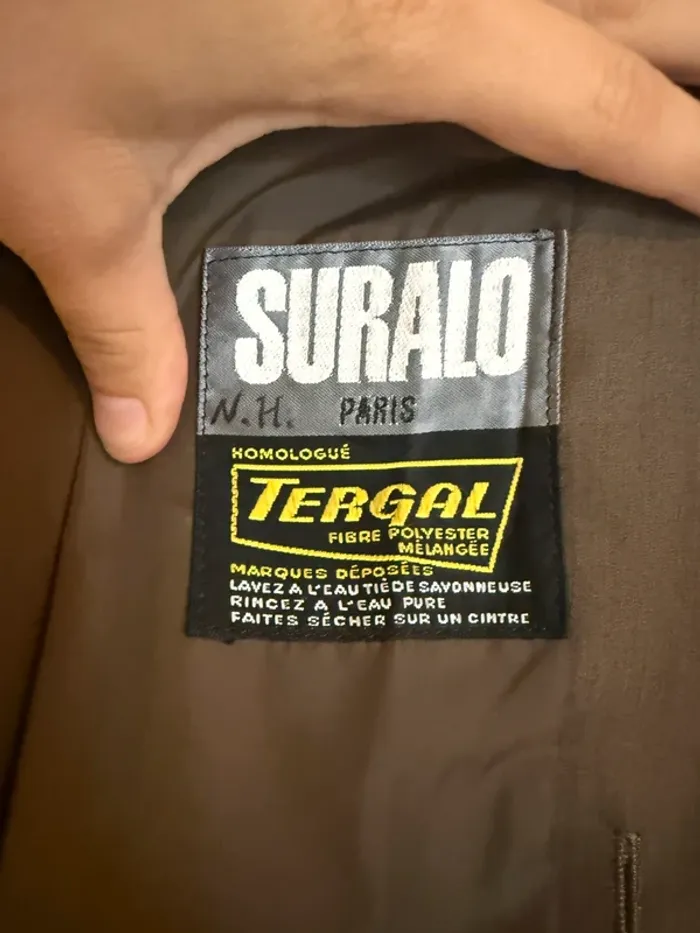 SURALO
N.H. PARIS
HOMOLOGUÉ
TERGAL
FIBRE POLYESTER
MÉLANGÉE
MARQUES DÉPOSÉES
LAVEZ A L'EAU TIÈDE SAVONNEUSE
RINCEZ A L'EAU PURE
FAITES SÉCHER SUR UN CINTRE